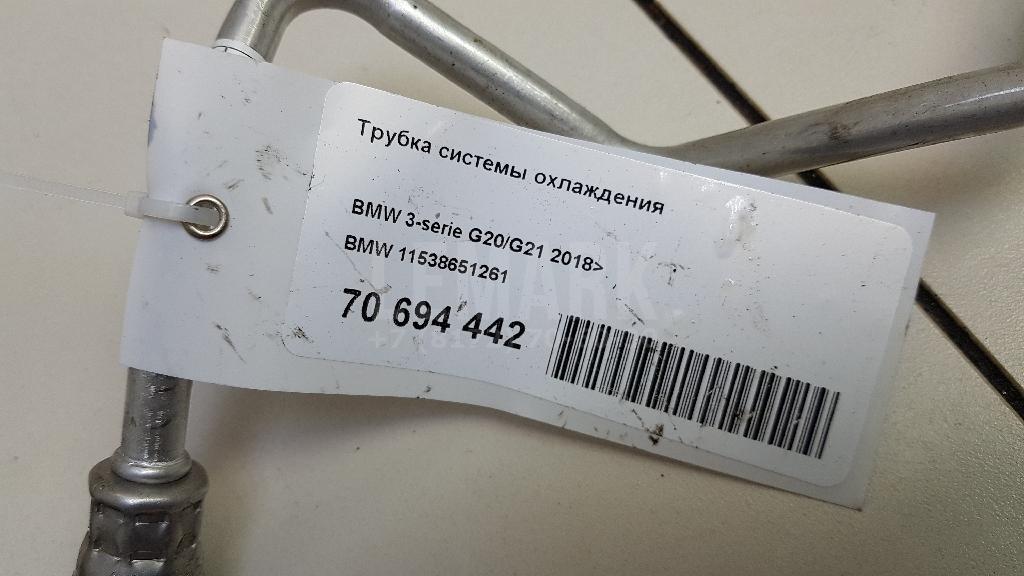 Трубка системы охлаждения
BMW 3-serie G20/G21 2018>
BMW 11538651261
70 694 442